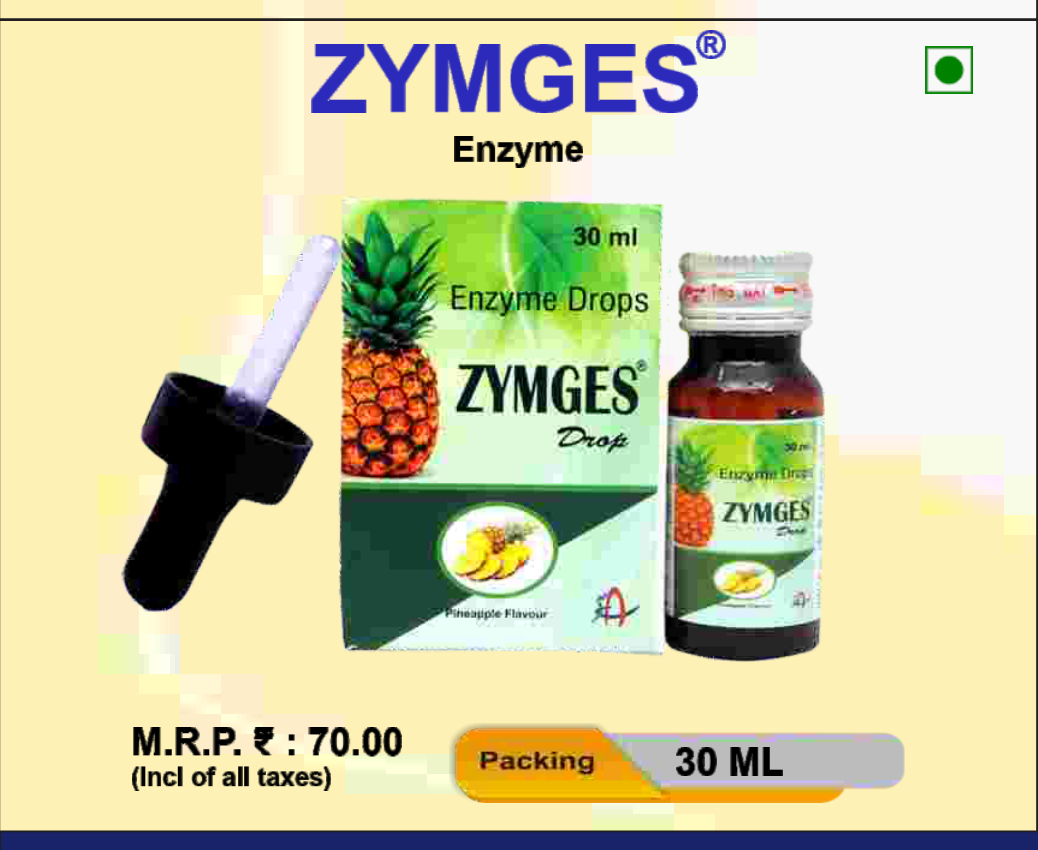 ZYMGES®
Enzyme
30 ml
Enzyme Drops
ZYMGES®
Drop
Pineapple Flavour
30 ml
Enzyme Drops
ZYMGES
Drop
M.R.P. ₹ : 70.00
(Incl of all taxes)
Packing
30 ML